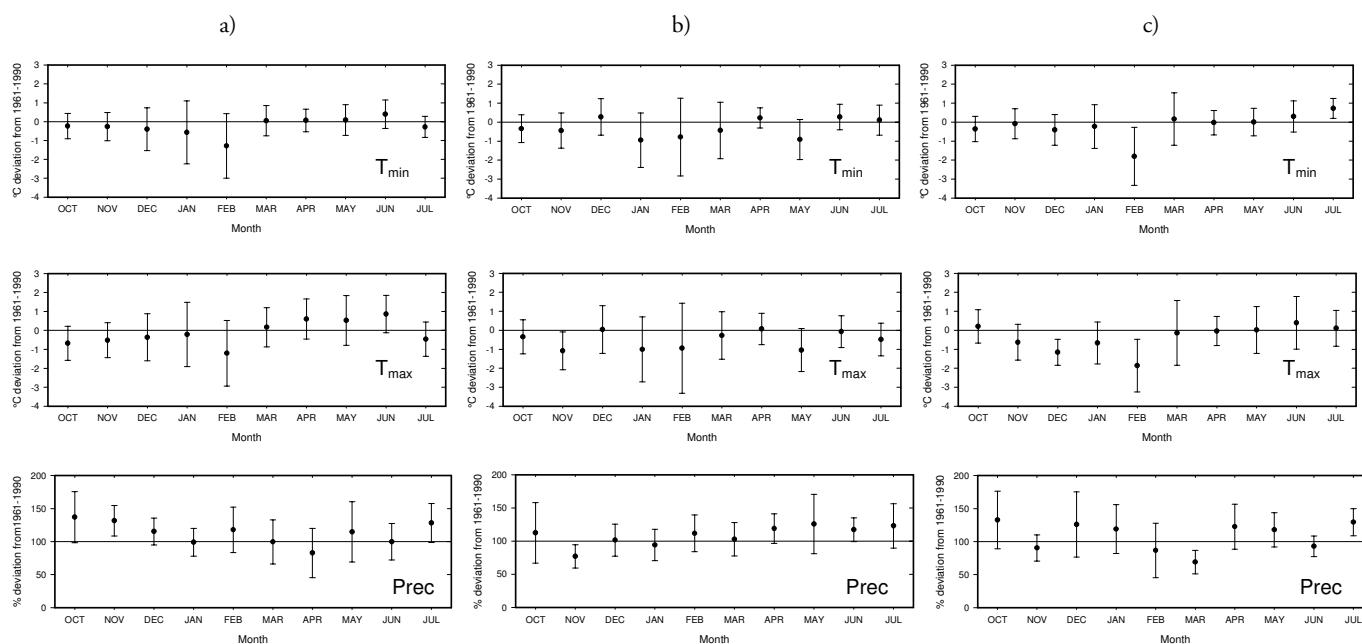 a)
b)
c)
ºC deviation from 1961-1990
3
2
1
0
-1
-2
-3
-4
Tmin
OCT NOV DEC JAN FEB MAR APR MAY JUN JUL
Month
ºC deviation from 1961-1990
3
2
1
0
-1
-2
-3
-4
Tmin
OCT NOV DEC JAN FEB MAR APR MAY JUN JUL
Month
ºC deviation from 1961-1990
3
2
1
0
-1
-2
-3
-4
Tmin
OCT NOV DEC JAN FEB MAR APR MAY JUN JUL
Month
ºC deviation from 1961-1990
3
2
1
0
-1
-2
-3
-4
Tmax
OCT NOV DEC JAN FEB MAR APR MAY JUN JUL
Month
ºC deviation from 1961-1990
3
2
1
0
-1
-2
-3
-4
Tmax
OCT NOV DEC JAN FEB MAR APR MAY JUN JUL
Month
ºC deviation from 1961-1990
3
2
1
0
-1
-2
-3
-4
Tmax
OCT NOV DEC JAN FEB MAR APR MAY JUN JUL
Month
% deviation from1961-1990
200
150
100
50
0
Prec
OCT NOV DEC JAN FEB MAR APR MAY JUN JUL
Month
% deviation from 1961-1990
200
150
100
50
0
Prec
OCT NOV DEC JAN FEB MAR APR MAY JUN JUL
Month
% deviation from 1961-1990
200
150
100
50
0
Prec
OCT NOV DEC JAN FEB MAR APR MAY JUN JUL
Month